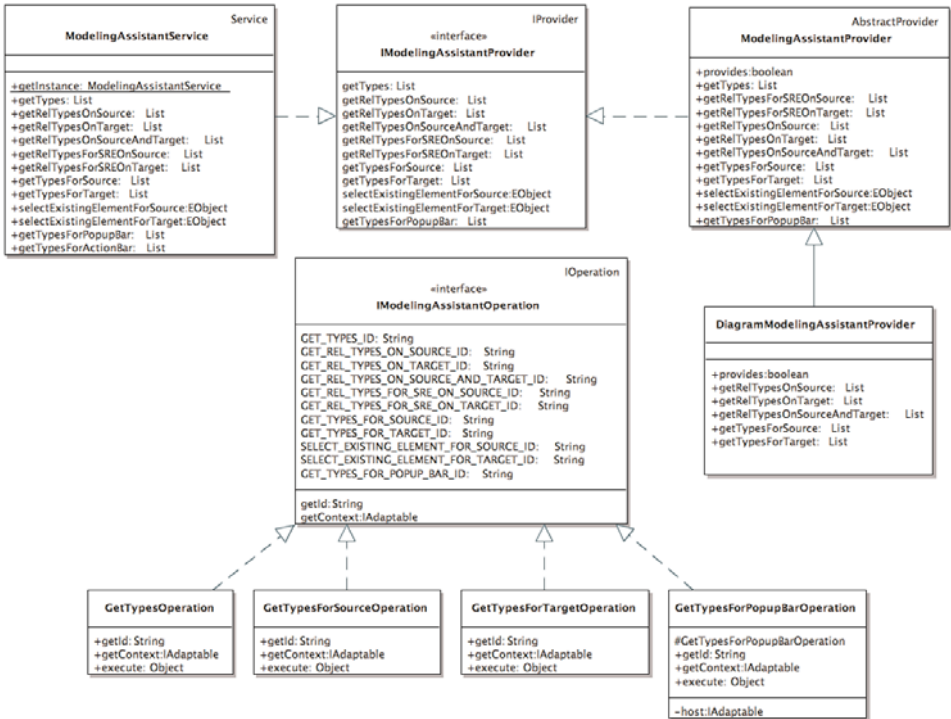 Service
ModelingAssistantService
+getInstance: ModelingAssistantService
+getTypes: List
+getRelTypesOnSource: List
+getRelTypesOnTarget: List
+getRelTypesOnSourceAndTarget: List
+getRelTypesForSREOnSource: List
+getRelTypesForSREOnTarget: List
+getTypesForSource: List
+getTypesForTarget: List
+selectExistingElementForSource:EObject
+selectExistingElementForTarget:EObject
+getTypesForPopupBar: List
+getTypesForActionBar: List
IProvider
«interface»
IModelingAssistantProvider
getTypes: List
getRelTypesOnSource: List
getRelTypesOnTarget: List
getRelTypesOnSourceAndTarget: List
getRelTypesForSREOnSource: List
getRelTypesForSREOnTarget: List
getTypesForSource: List
getTypesForTarget: List
selectExistingElementForSource:EObject
selectExistingElementForTarget:EObject
getTypesForPopupBar: List
AbstractProvider
ModelingAssistantProvider
+provides:boolean
+getTypes: List
+getRelTypesForSREOnSource: List
+getRelTypesForSREOnTarget: List
+getRelTypesOnSource: List
+getRelTypesOnTarget: List
+getRelTypesOnSourceAndTarget: List
+getTypesForSource: List
+getTypesForTarget: List
+selectExistingElementForSource:EObject
+selectExistingElementForTarget:EObject
+getTypesForPopupBar: List
IOperation
«interface»
IModelingAssistantOperation
GET_TYPES_ID: String
GET_REL_TYPES_ON_SOURCE_ID: String
GET_REL_TYPES_ON_TARGET_ID: String
GET_REL_TYPES_ON_SOURCE_AND_TARGET_ID: String
GET_REL_TYPES_FOR_SRE_ON_SOURCE_ID: String
GET_REL_TYPES_FOR_SRE_ON_TARGET_ID: String
GET_TYPES_FOR_SOURCE_ID: String
GET_TYPES_FOR_TARGET_ID: String
SELECT_EXISTING_ELEMENT_FOR_SOURCE_ID: String
SELECT_EXISTING_ELEMENT_FOR_TARGET_ID: String
GET_TYPES_FOR_POPUP_BAR_ID: String
getId:String
getContext:IAdaptable
DiagramModelingAssistantProvider
+provides:boolean
+getRelTypesOnSource: List
+getRelTypesOnTarget: List
+getRelTypesOnSourceAndTarget: List
+getTypesForSource: List
+getTypesForTarget: List
GetTypesOperation
+getId: String
+getContext:IAdaptable
+execute: Object
GetTypesForSourceOperation
+getId: String
+getContext:IAdaptable
+execute: Object
GetTypesForTargetOperation
+getId: String
+getContext:IAdaptable
+execute: Object
GetTypesForPopupBarOperation
#GetTypesForPopupBarOperation
+getId: String
+getContext:IAdaptable
+execute: Object
-host:IAdaptable